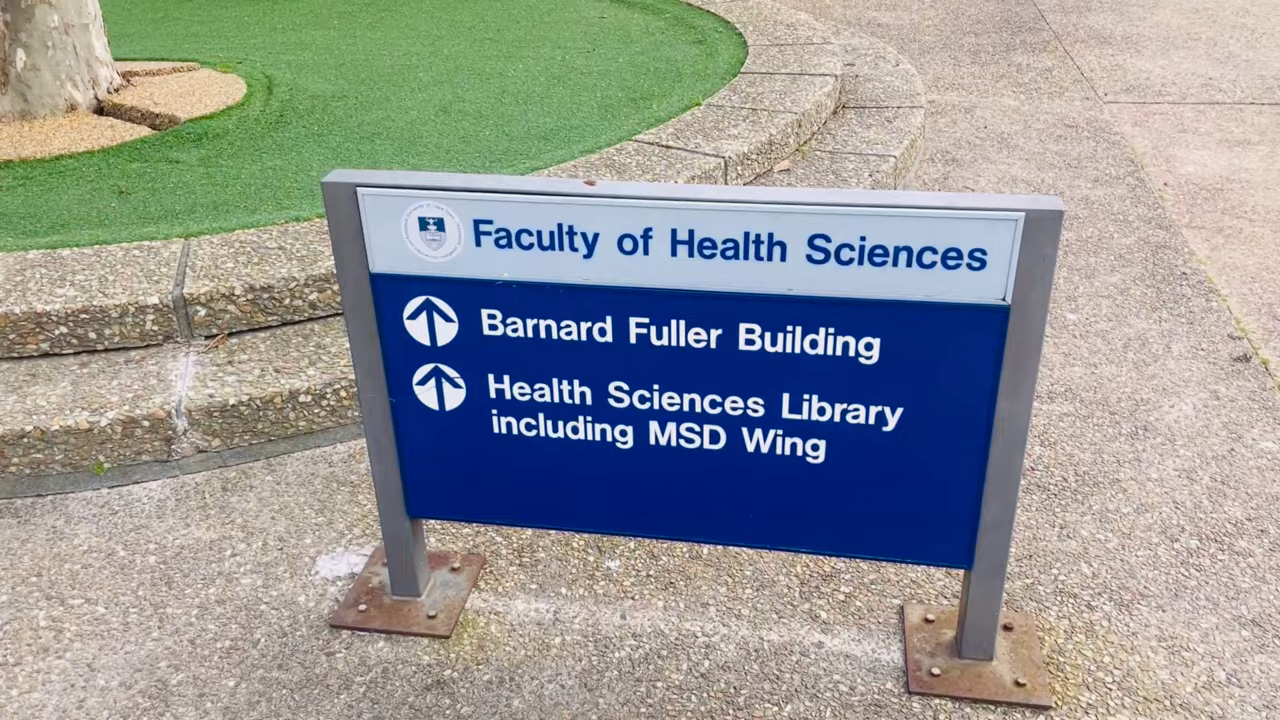 Faculty of Health Sciences
Barnard Fuller Building
Health Sciences Library
including MSD Wing